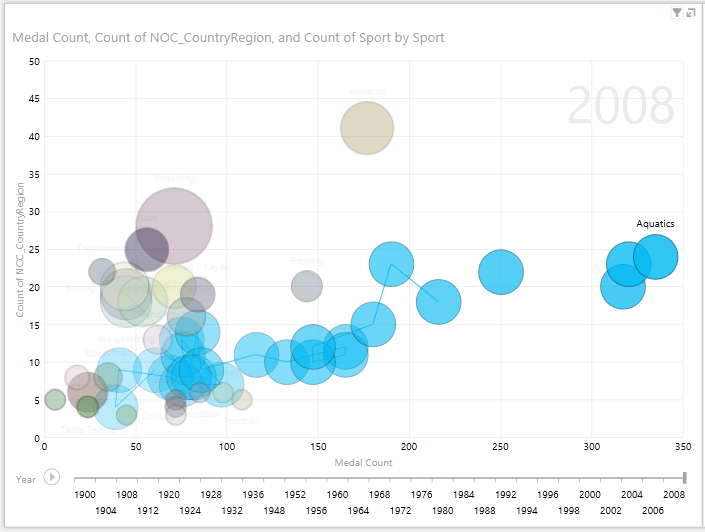 Medal Count, Count of NOC_CountryRegion, and Count of Sport by Sport
50
45
40
35
30
25
20
15
10
5
0
Count of NOC_CountryRegion
2008
Athletics
Wrestling
Aquatics
Rowing
0 50 100 150 200 250 300 350
Medal Count
Year
1900 1908 1920 1928 1936 1952 1960 1968 1976 1984 1992 1996 2000 2004 2008
1904 1912 1924 1932 1948 1956 1964 1972 1980 1988 1994 1998 2002 2006